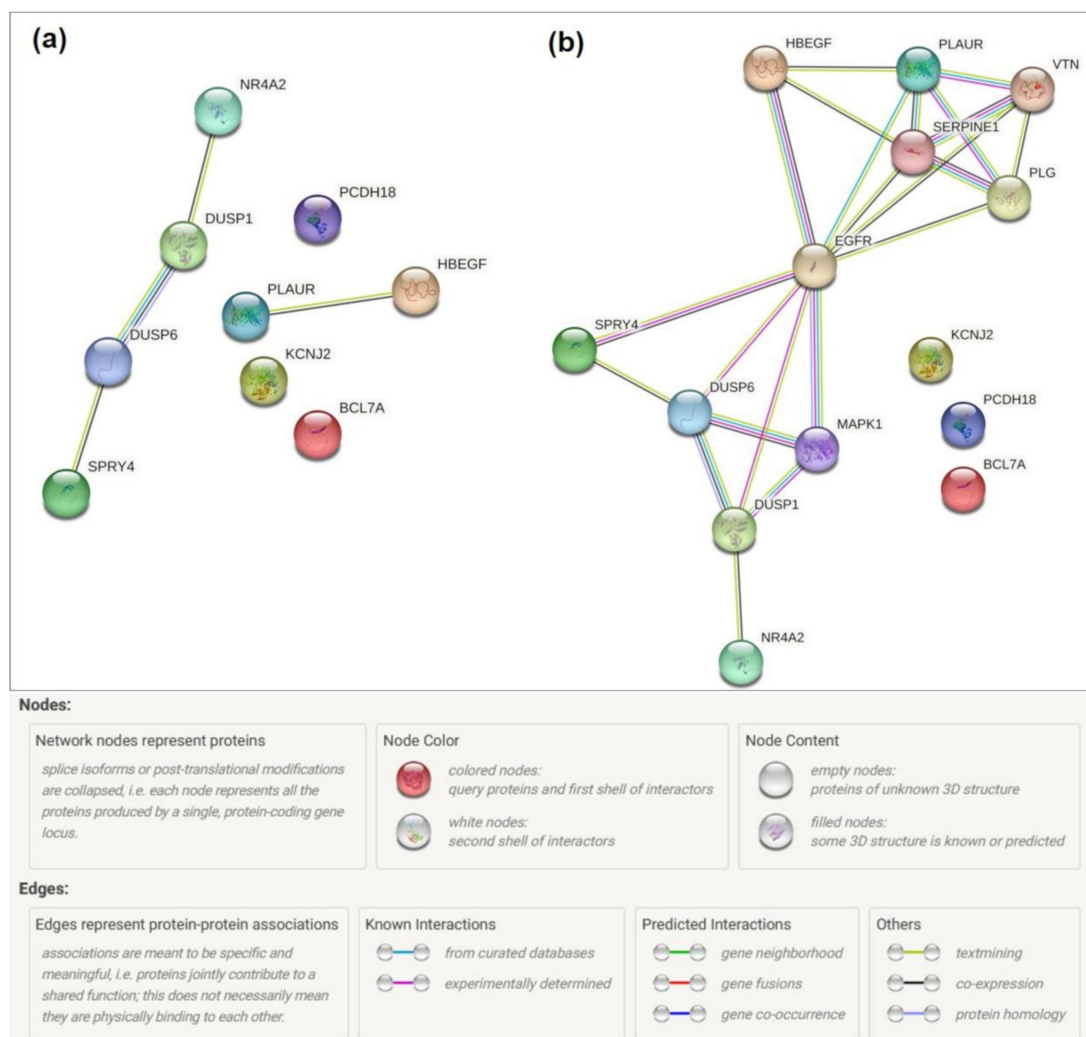 (a)
NR4A2
PCDH18
DUSP1
HBEGF
PLAUR
DUSP6
KCNJ2
BCL7A
SPRY4
(b)
HBEGF
PLAUR
VTN
SERPINE1
PLG
EGFR
SPRY4
KCNJ2
DUSP6
PCDH18
MAPK1
BCL7A
DUSP1
NR4A2
Nodes:
Network nodes represent proteins
splice isoforms or post-translational modifications
are collapsed, i.e. each node represents all the
proteins produced by a single, protein-coding gene
locus.
Node Color
colored nodes:
query proteins and first shell of interactors
white nodes:
second shell of interactors
Node Content
empty nodes:
proteins of unknown 3D structure
filled nodes:
some 3D structure is known or predicted
Edges:
Edges represent protein-protein associations
associations are meant to be specific and
meaningful, i.e. proteins jointly contribute to a
shared function; this does not necessarily mean
they are physically binding to each other.
Known Interactions
from curated databases
experimentally determined
Predicted Interactions
gene neighborhood
gene fusions
gene co-occurrence
Others
textmining
co-expression
protein homology